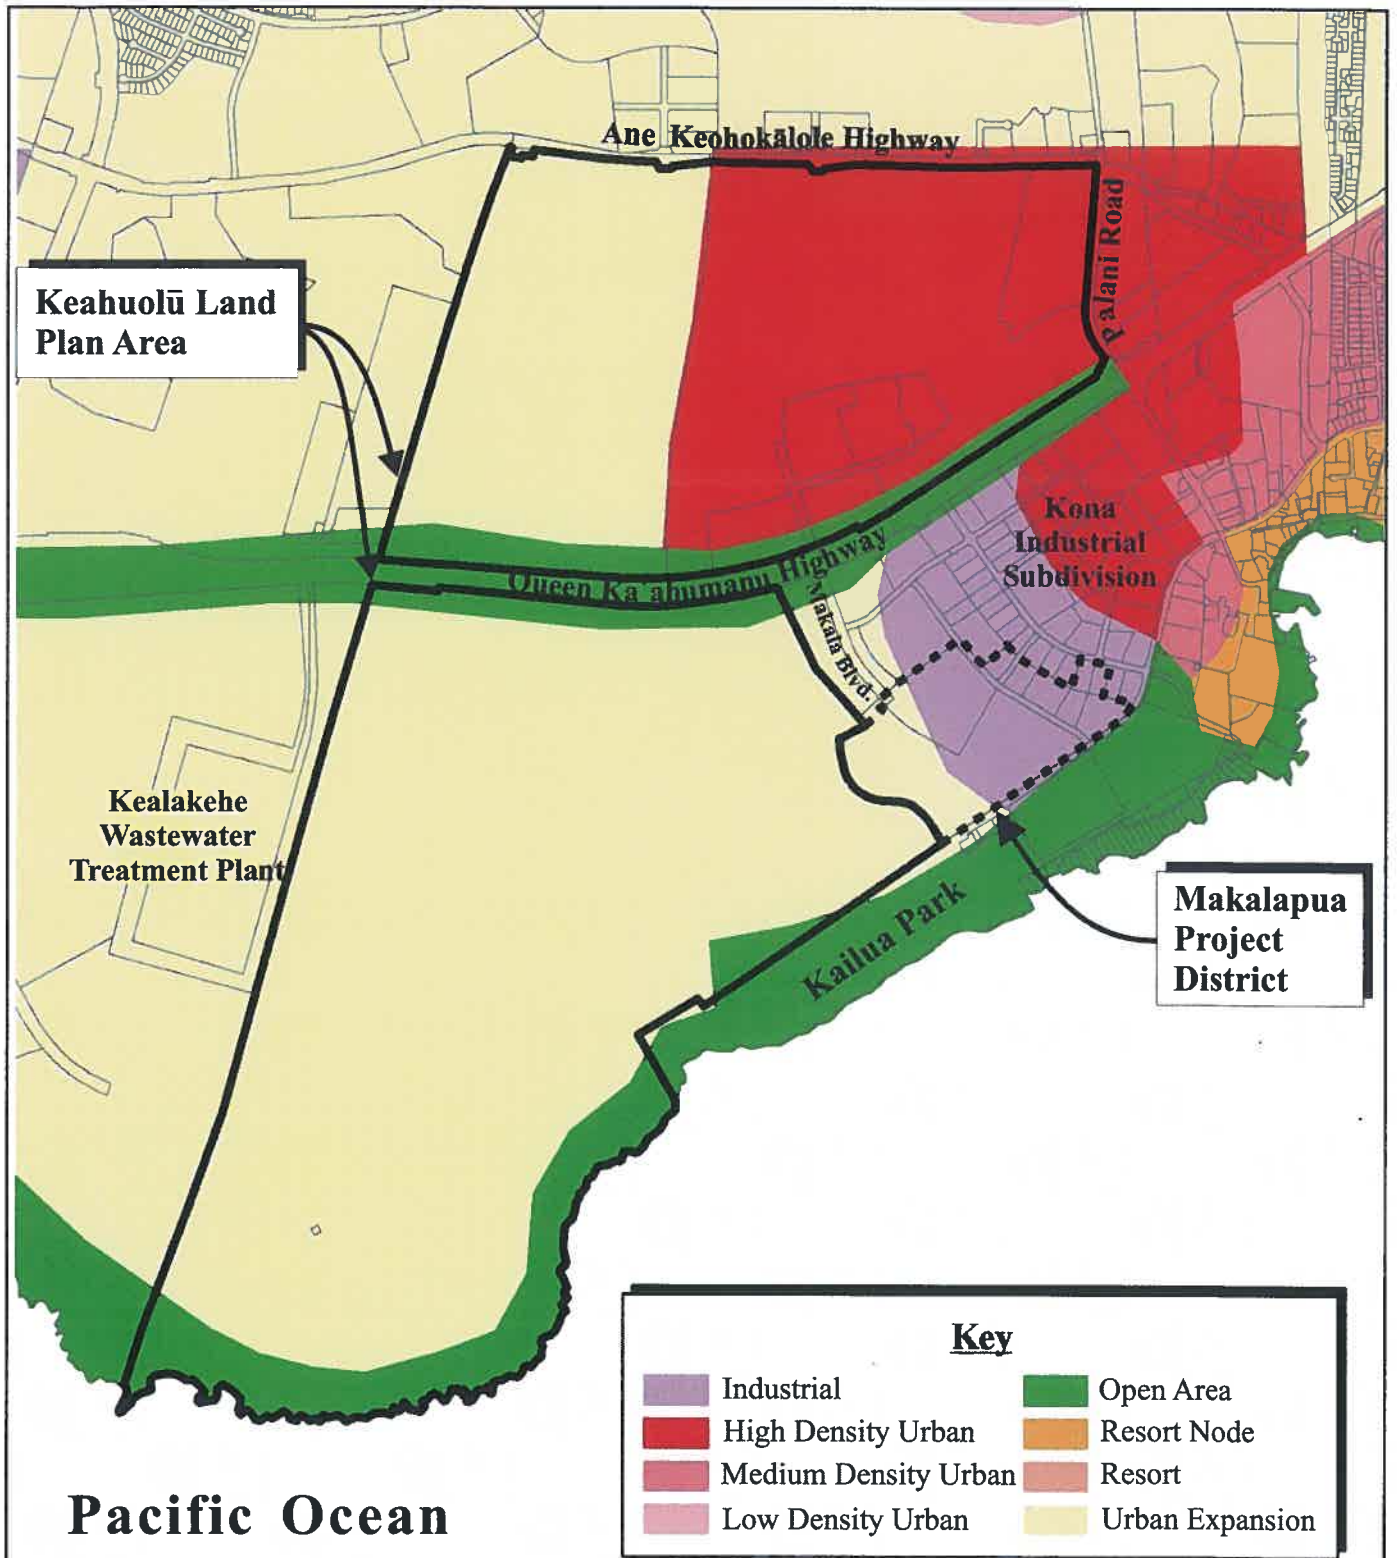 Ane Keohokālole Highway
Palani Road
Keahuolū Land
Plan Area
Kona
Industrial
Subdivision
Queen Ka'ahumanu Highway
Makala Blvd.
Kealakehe
Wastewater
Treatment Plant
Makalapua
Project
District
Kailua Park
Key
Industrial
High Density Urban
Medium Density Urban
Low Density Urban
Open Area
Resort Node
Resort
Urban Expansion
Pacific Ocean